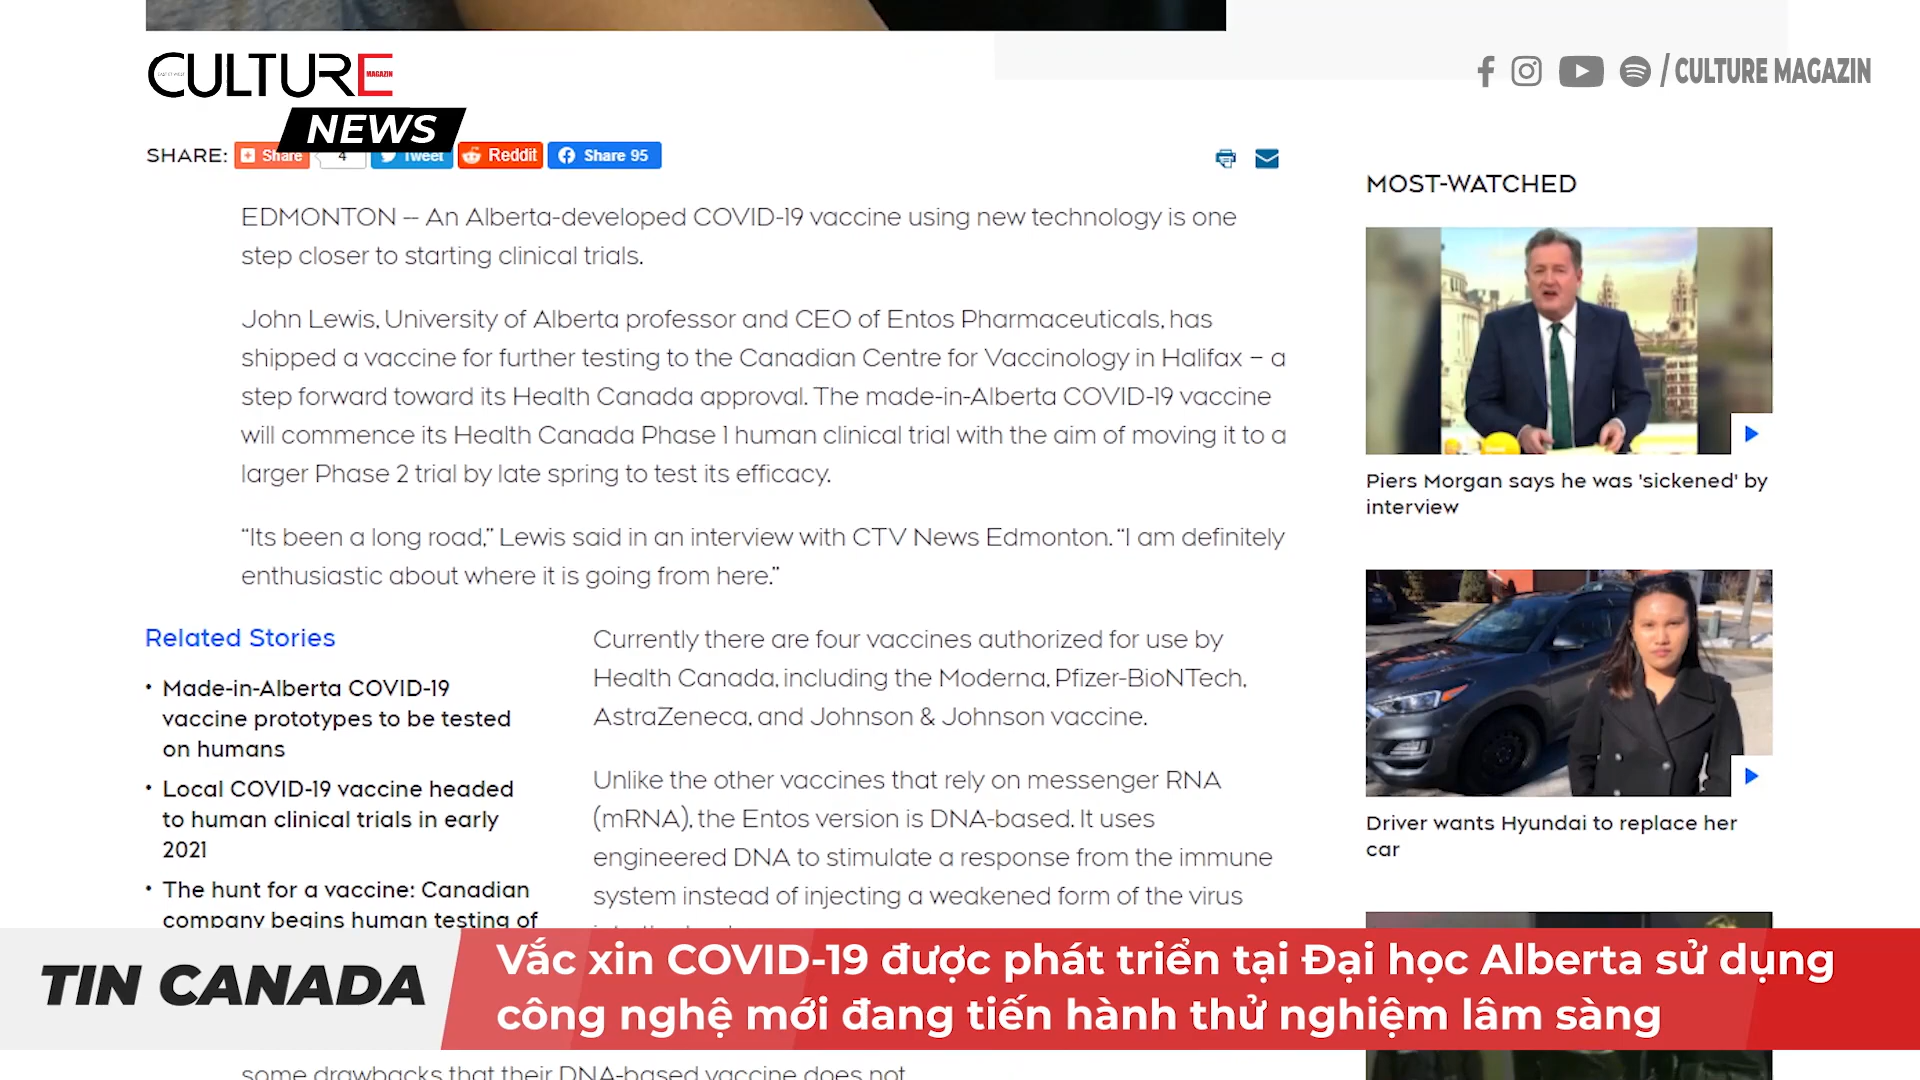 CULTURE
MAGAZIN
NEWS
/ CULTURE MAGAZIN
SHARE:
Share
4
Tweet
Reddit
Share 95
EDMONTON -- An Alberta-developed COVID-19 vaccine using new technology is one
step closer to starting clinical trials.
John Lewis, University of Alberta professor and CEO of Entos Pharmaceuticals, has
shipped a vaccine for further testing to the Canadian Centre for Vaccinology in Halifax – a
step forward toward its Health Canada approval. The made-in-Alberta COVID-19 vaccine
will commence its Health Canada Phase 1 human clinical trial with the aim of moving it to a
larger Phase 2 trial by late spring to test its efficacy.
“Its been a long road,” Lewis said in an interview with CTV News Edmonton. “I am definitely
enthusiastic about where it is going from here.”
Related Stories
• Made-in-Alberta COVID-19
vaccine prototypes to be tested
on humans
• Local COVID-19 vaccine headed
to human clinical trials in early
2021
• The hunt for a vaccine: Canadian
company begins human testing of
Currently there are four vaccines authorized for use by
Health Canada, including the Moderna, Pfizer-BioNTech,
AstraZeneca, and Johnson & Johnson vaccine.
Unlike the other vaccines that rely on messenger RNA
(mRNA), the Entos version is DNA-based. It uses
engineered DNA to stimulate a response from the immune
system instead of injecting a weakened form of the virus
some drawbacks that their DNA-based vaccine does not
MOST-WATCHED
Piers Morgan says he was 'sickened' by
interview
Driver wants Hyundai to replace her
car
TIN CANADA
Vắc xin COVID-19 được phát triển tại Đại học Alberta sử dụng
công nghệ mới đang tiến hành thử nghiệm lâm sàng